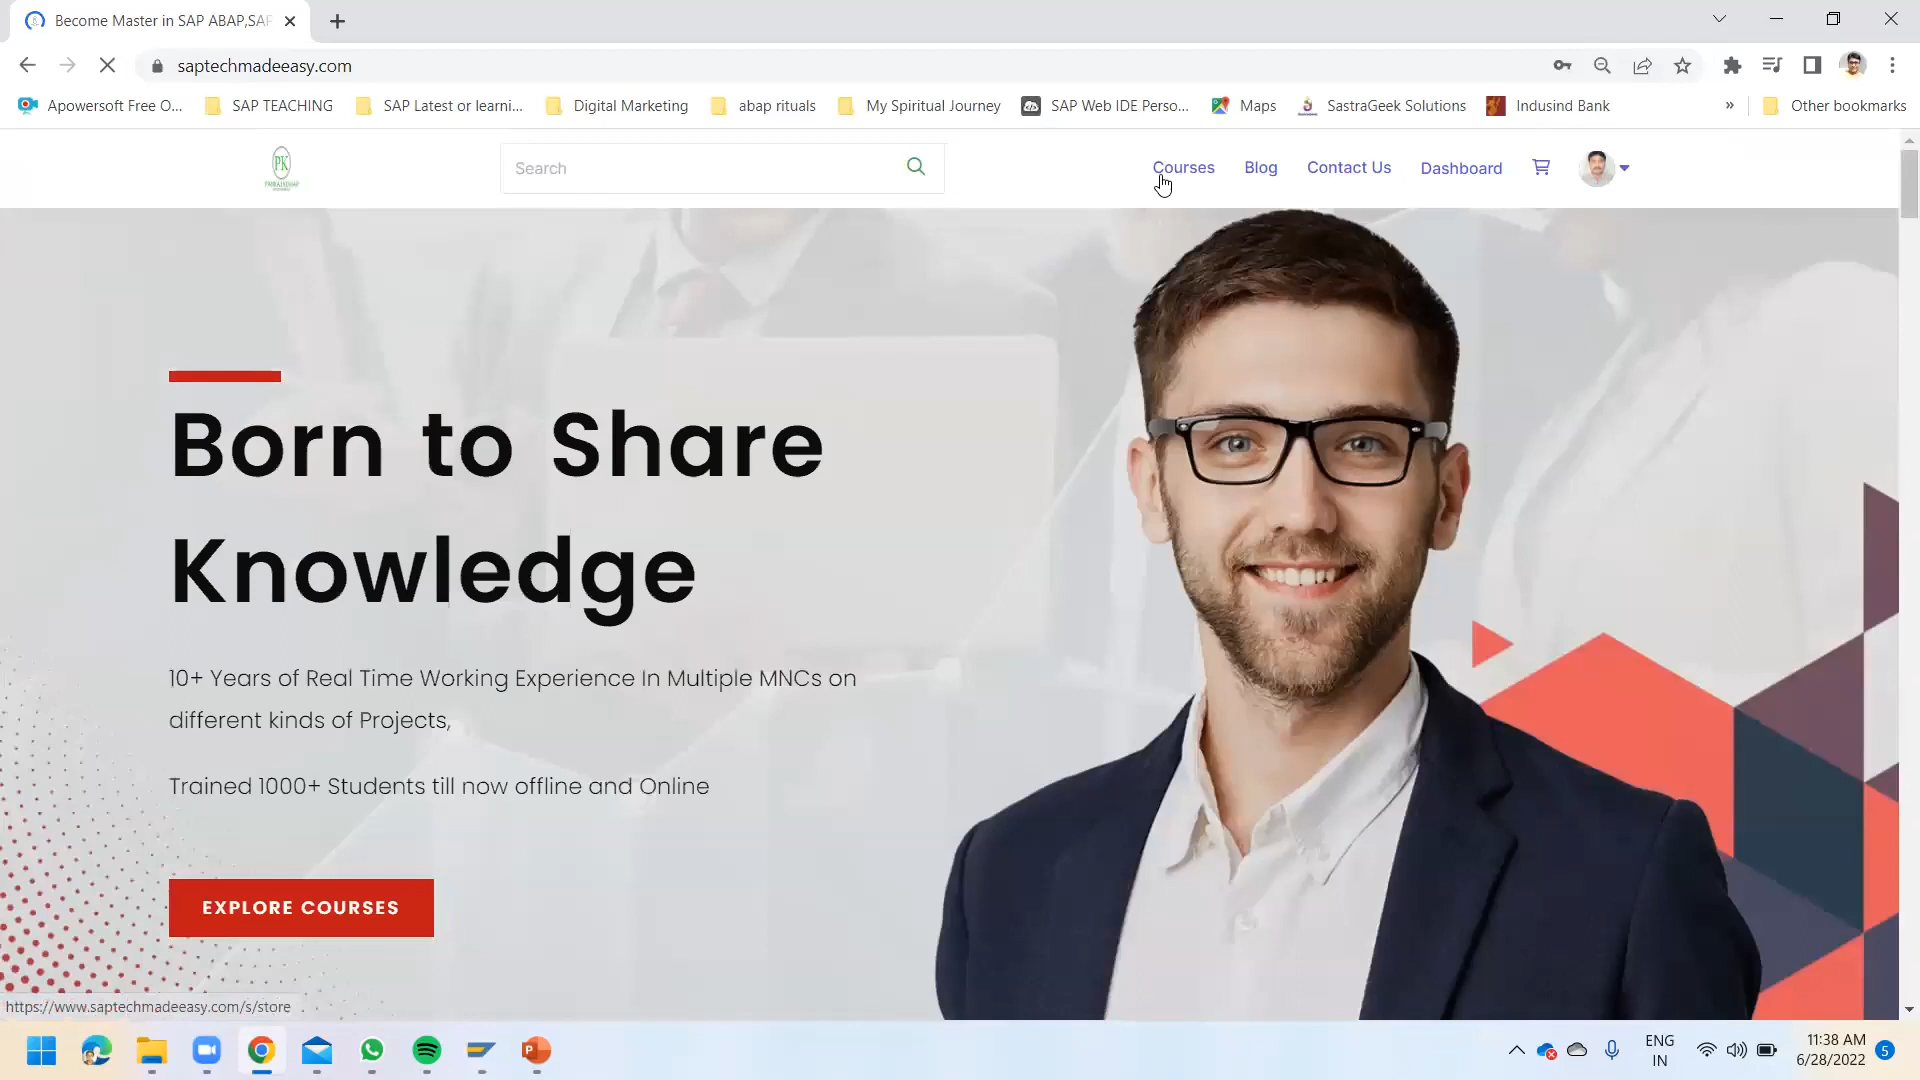 Become Master in SAP ABAP,SAF
saptechmadeeasy.com
Apowersoft Free O...
SAP TEACHING
SAP Latest or learni...
Digital Marketing
abap rituals
My Spiritual Journey
SAP Web IDE Perso...
Maps
SastraGeek Solutions
Indusind Bank
»
Other bookmarks
PK
Search
Courses
Blog
Contact Us
Dashboard
Born to Share
Knowledge
10+ Years of Real Time Working Experience In Multiple MNCs on
different kinds of Projects,
Trained 1000+ Students till now offline and Online
EXPLORE COURSES
https://www.saptechmadeeasy.com/s/store
ENG
IN
11:38 AM
6/28/2022
5